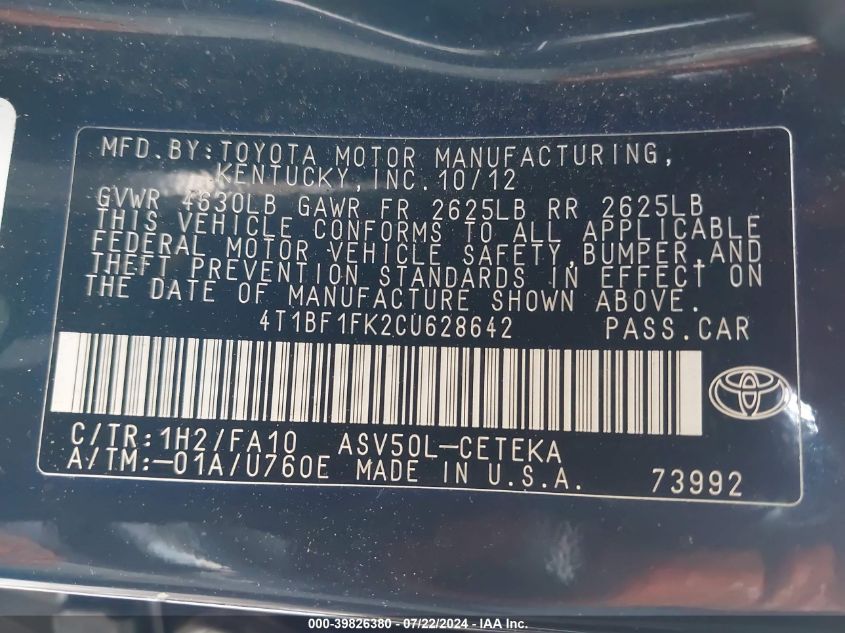 MFD.BY:TOYOTA MOTOR MANUFACTURING,
KENTUCKY,INC.10/12
GVWR 4630LB GAWR FR 2625LB RR 2625LB
THIS VEHICLE CONFORMS TO ALL APPLICABLE
FEDERAL MOTOR VEHICLE SAFETY,BUMPER,AND
THEFT PREVENTION STANDARDS IN EFFECT ON
THE DATE OF MANUFACTURE SHOWN ABOVE.
4T1BF1FK2CU628642 PASS.CAR
C/TR:1H2/FA10 ASV50L-CETEKA
A/TM:-01A/U760E MADE IN U.S.A. 73992
000-39826380 - 07/22/2024 - IAA Inc.